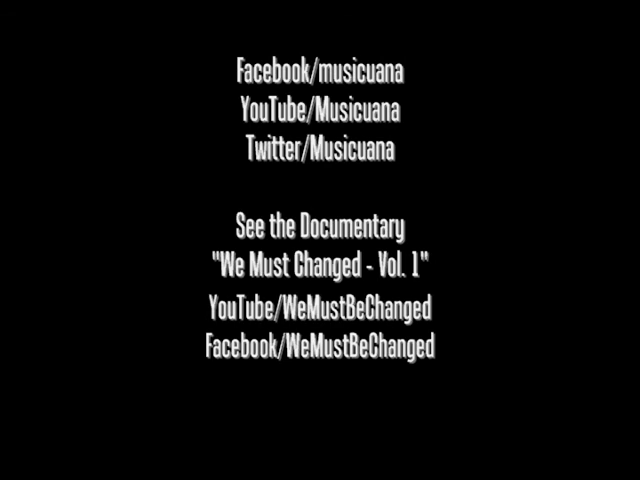 Facebook/musicuana
YouTube/Musicuana
Twitter/Musicuana
See the Documentary
"We Must Changed - Vol. 1"
YouTube/WeMustBeChanged
Facebook/WeMustBeChanged